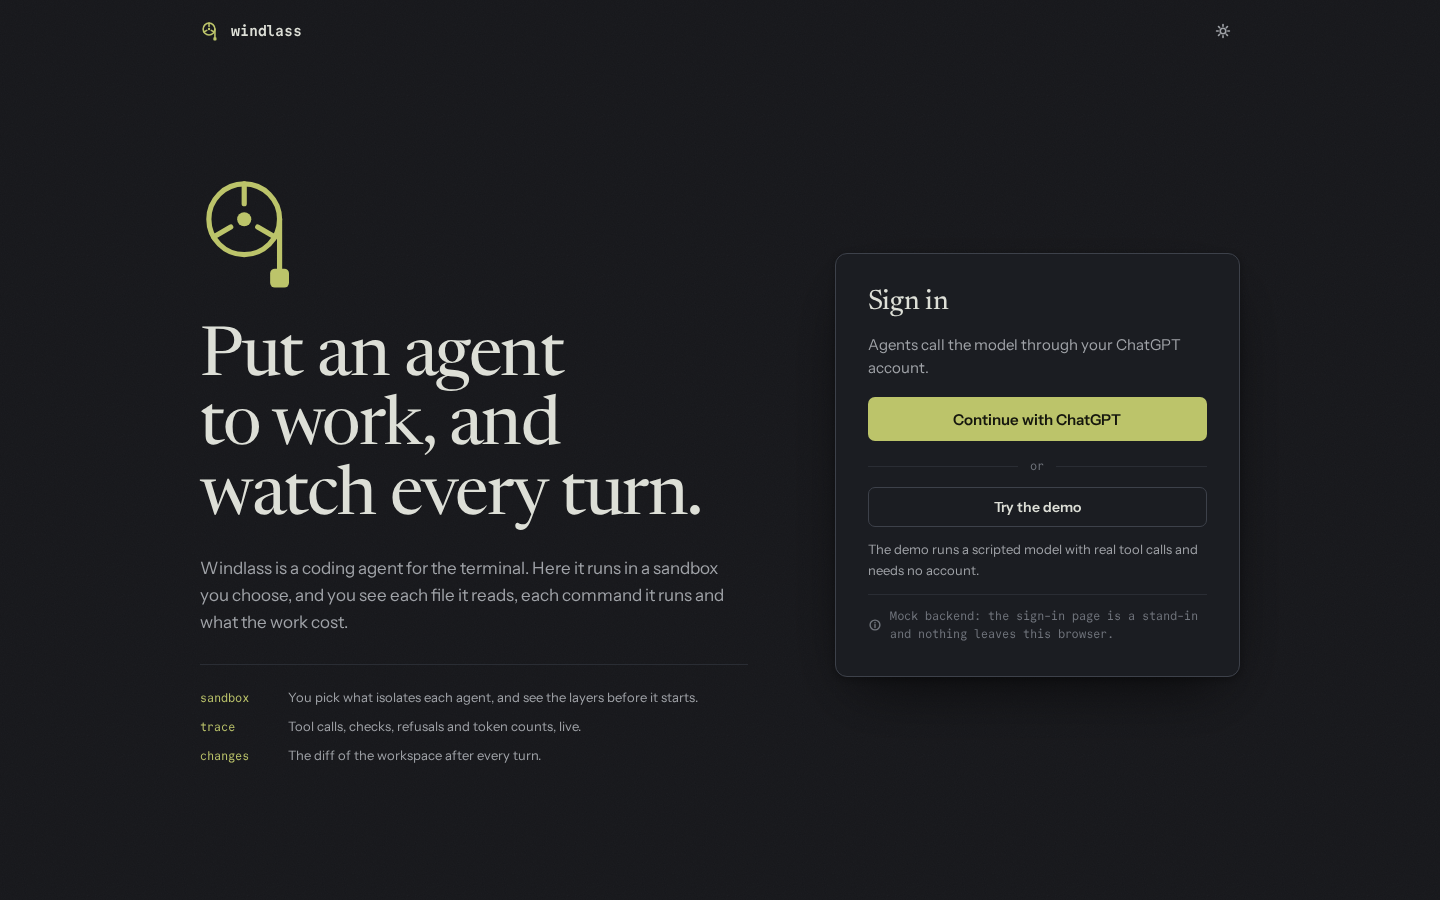 windlass
Put an agent
to work, and
watch every turn.
Windlass is a coding agent for the terminal. Here it runs in a sandbox
you choose, and you see each file it reads, each command it runs and
what the work cost.
sandbox You pick what isolates each agent, and see the layers before it starts.
trace Tool calls, checks, refusals and token counts, live.
changes The diff of the workspace after every turn.
Sign in
Agents call the model through your ChatGPT
account.
Continue with ChatGPT
or
Try the demo
The demo runs a scripted model with real tool calls and
needs no account.
Mock backend: the sign-in page is a stand-in
and nothing leaves this browser.